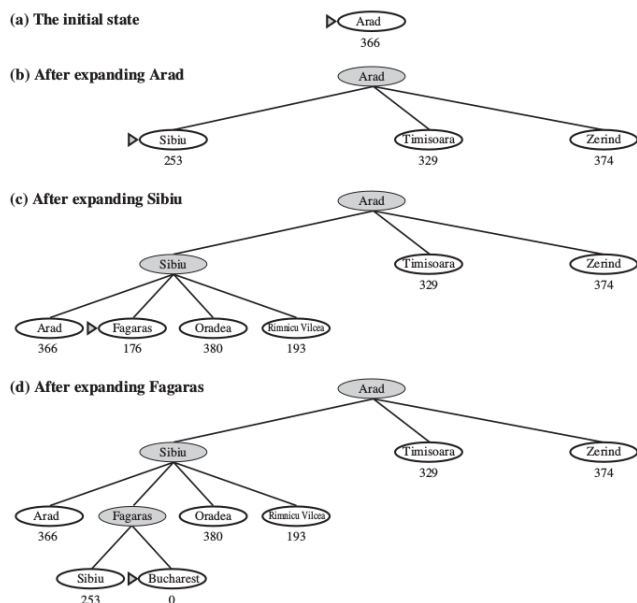 (a) The initial state
Arad
366
(b) After expanding Arad
Arad
Sibiu Timisoara Zerind
253 329 374
(c) After expanding Sibiu
Arad
Sibiu Timisoara Zerind
329 374
Arad Fagaras Oradea Rimnicu Vilcea
366 176 380 193
(d) After expanding Fagaras
Arad
Sibiu Timisoara Zerind
329 374
Arad Fagaras Oradea Rimnicu Vilcea
366 380 193
Sibiu Bucharest
253 0